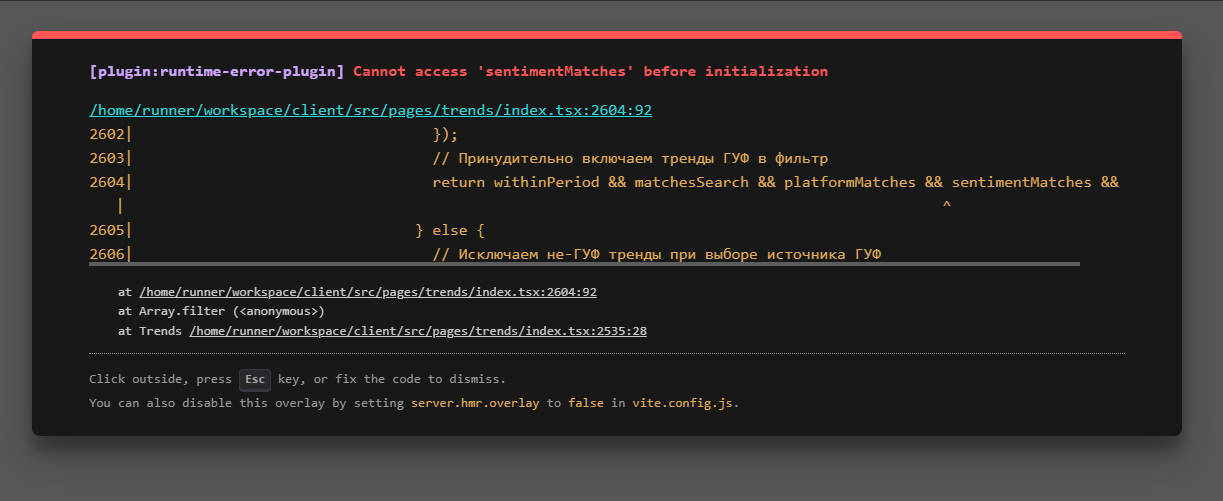 [plugin:runtime-error-plugin] Cannot access 'sentimentMatches' before initialization
/home/runner/workspace/client/src/pages/trends/index.tsx:2604:92
2602|                                   });
2603|                                   // Принудительно включаем тренды ГУФ в фильтр
2604|                                   return withinPeriod && matchesSearch && platformMatches && sentimentMatches &&
    |                                                                                              ^
2605|                                 } else {
2606|                                   // Исключаем не-ГУФ тренды при выборе источника ГУФ
at /home/runner/workspace/client/src/pages/trends/index.tsx:2604:92
at Array.filter (<anonymous>)
at Trends /home/runner/workspace/client/src/pages/trends/index.tsx:2535:28
Click outside, press Esc key, or fix the code to dismiss.
You can also disable this overlay by setting server.hmr.overlay to false in vite.config.js.